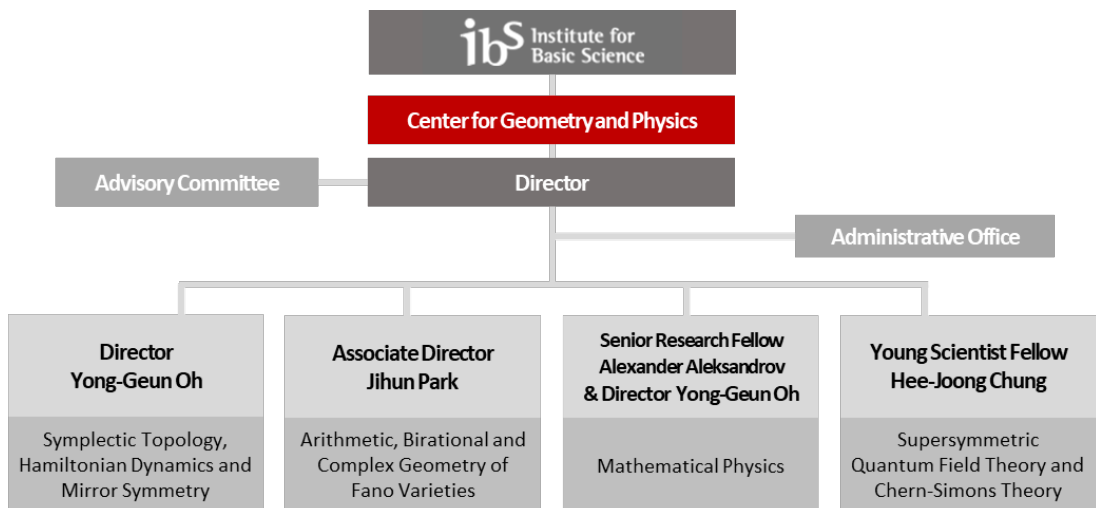 ibs Institute for
Basic Science
Center for Geometry and Physics
Advisory Committee
Director
Administrative Office
Director
Yong-Geun Oh
Symplectic Topology,
Hamiltonian Dynamics and
Mirror Symmetry
Associate Director
Jihun Park
Arithmetic, Birational and
Complex Geometry of
Fano Varieties
Senior Research Fellow
Alexander Aleksandrov
& Director Yong-Geun Oh
Mathematical Physics
Young Scientist Fellow
Hee-Joong Chung
Supersymmetric
Quantum Field Theory and
Chern-Simons Theory